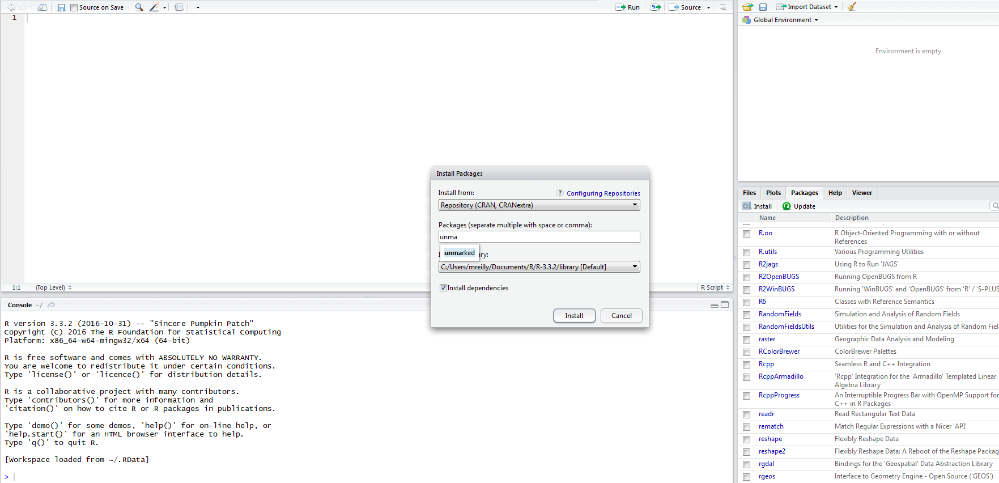 Source on Save
Run
Source
1
1:1
(Top Level)
R Script
Console ~/
R version 3.3.2 (2016-10-31) -- "Sincere Pumpkin Patch"
Copyright (C) 2016 The R Foundation for Statistical Computing
Platform: x86_64-w64-mingw32/x64 (64-bit)
R is free software and comes with ABSOLUTELY NO WARRANTY.
You are welcome to redistribute it under certain conditions.
Type 'license()' or 'licence()' for distribution details.
R is a collaborative project with many contributors.
Type 'contributors()' for more information and
'citation()' on how to cite R or R packages in publications.
Type 'demo()' for some demos, 'help()' for on-line help, or
'help.start()' for an HTML browser interface to help.
Type 'q()' to quit R.
[Workspace loaded from ~/.RData]
>
Install Packages
Install from:
? Configuring Repositories
Repository (CRAN, CRANextra)
Packages (separate multiple with space or comma):
unma
unmarked
C:/Users/mreilly/Documents/R/R-3.3.2/library [Default]
Install dependencies
Install
Cancel
Import Dataset
Global Environment
Environment is empty
Files Plots Packages Help Viewer
Install Update
Name Description
R.oo R Object-Oriented Programming with or without
References
R.utils Various Programming Utilities
R2jags Using R to Run 'JAGS'
R2OpenBUGS Running OpenBUGS from R
R2WinBUGS Running 'WinBUGS' and 'OpenBUGS' from 'R' / 'S-PLUS
R6 Classes with Reference Semantics
RandomFields Simulation and Analysis of Random Fields
RandomFieldsUtils Utilities for the Simulation and Analysis of Random Fiel
raster Geographic Data Analysis and Modeling
RColorBrewer ColorBrewer Palettes
Rcpp Seamless R and C++ Integration
RcppArmadillo 'Rcpp' Integration for the 'Armadillo' Templated Linear
Algebra Library
RcppProgress An Interruptible Progress Bar with OpenMP Support for
C++ in R Packages
readr Read Rectangular Text Data
rematch Match Regular Expressions with a Nicer 'API'
reshape Flexibly Reshape Data
reshape2 Flexibly Reshape Data: A Reboot of the Reshape Packag
rgdal Bindings for the 'Geospatial' Data Abstraction Library
rgeos Interface to Geometry Engine - Open Source ('GEOS')